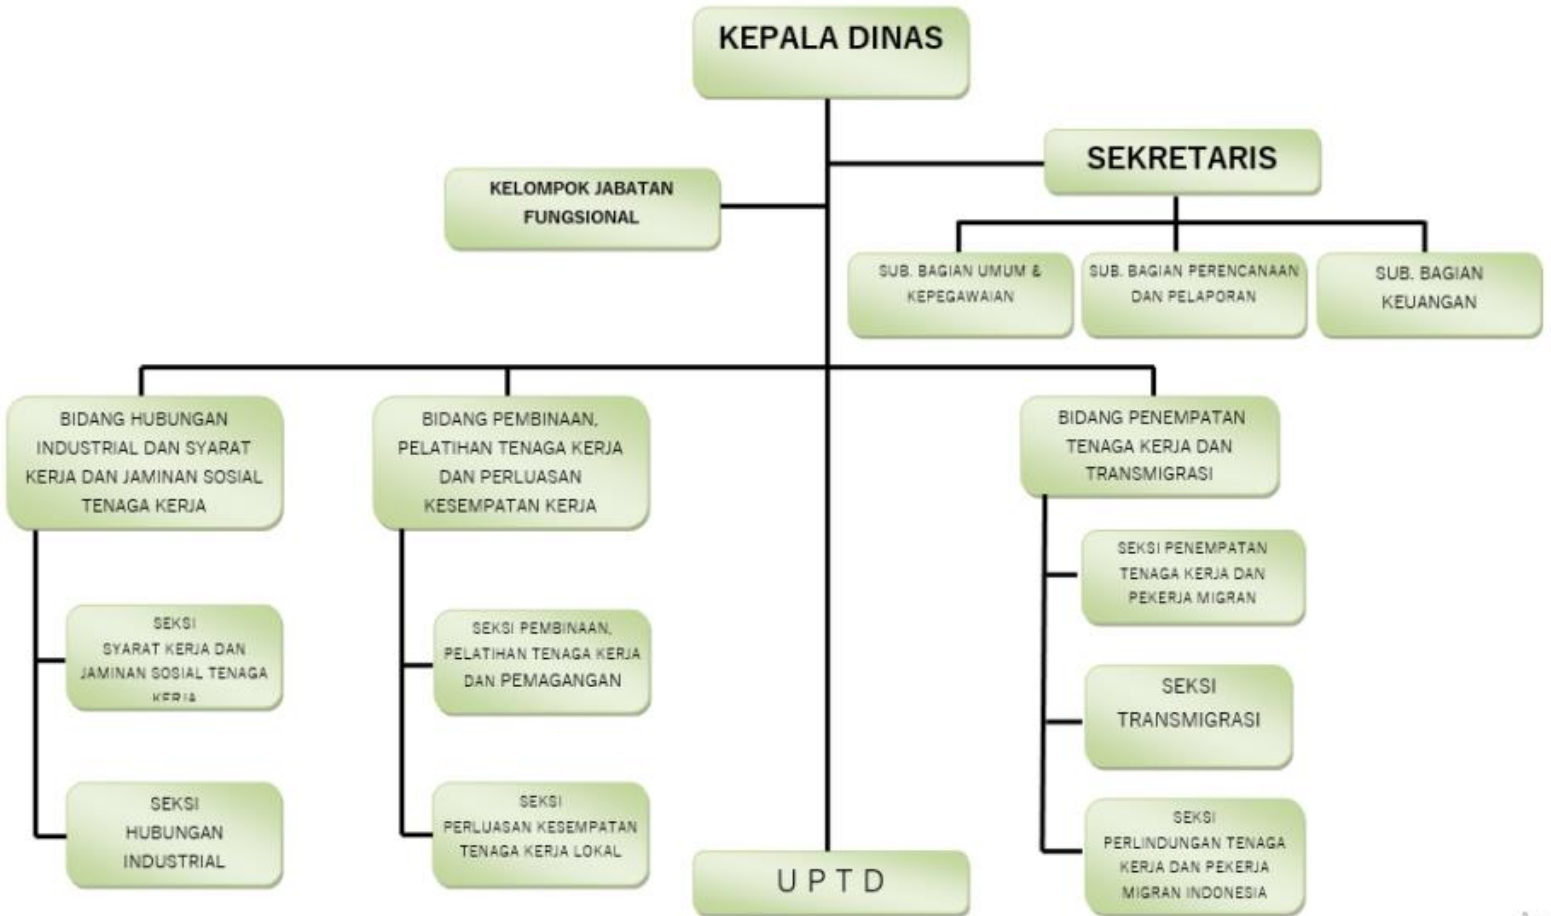 KEPALA DINAS
SEKRETARIS
KELOMPOK JABATAN
FUNGSIONAL
SUB. BAGIAN UMUM &
KEPEGAWAIAN
SUB. BAGIAN PERENCANAAN
DAN PELAPORAN
SUB. BAGIAN
KEUANGAN
BIDANG HUBUNGAN
INDUSTRIAL DAN SYARAT
KERJA DAN JAMINAN SOSIAL
TENAGA KERJA
BIDANG PEMBINAAN,
PELATIHAN TENAGA KERJA
DAN PERLUASAN
KESEMPATAN KERJA
BIDANG PENEMPATAN
TENAGA KERJA DAN
TRANSMIGRASI
SEKSI
SYARAT KERJA DAN
JAMINAN SOSIAL TENAGA
KERJA
SEKSI
HUBUNGAN
INDUSTRIAL
SEKSI PEMBINAAN,
PELATIHAN TENAGA KERJA
DAN PEMAGANGAN
SEKSI
PERLUASAN KESEMPATAN
TENAGA KERJA LOKAL
SEKSI PENEMPATAN
TENAGA KERJA DAN
PEKERJA MIGRAN
SEKSI
TRANSMIGRASI
SEKSI
PERLINDUNGAN TENAGA
KERJA DAN PEKERJA
MIGRAN INDONESIA
U P T D